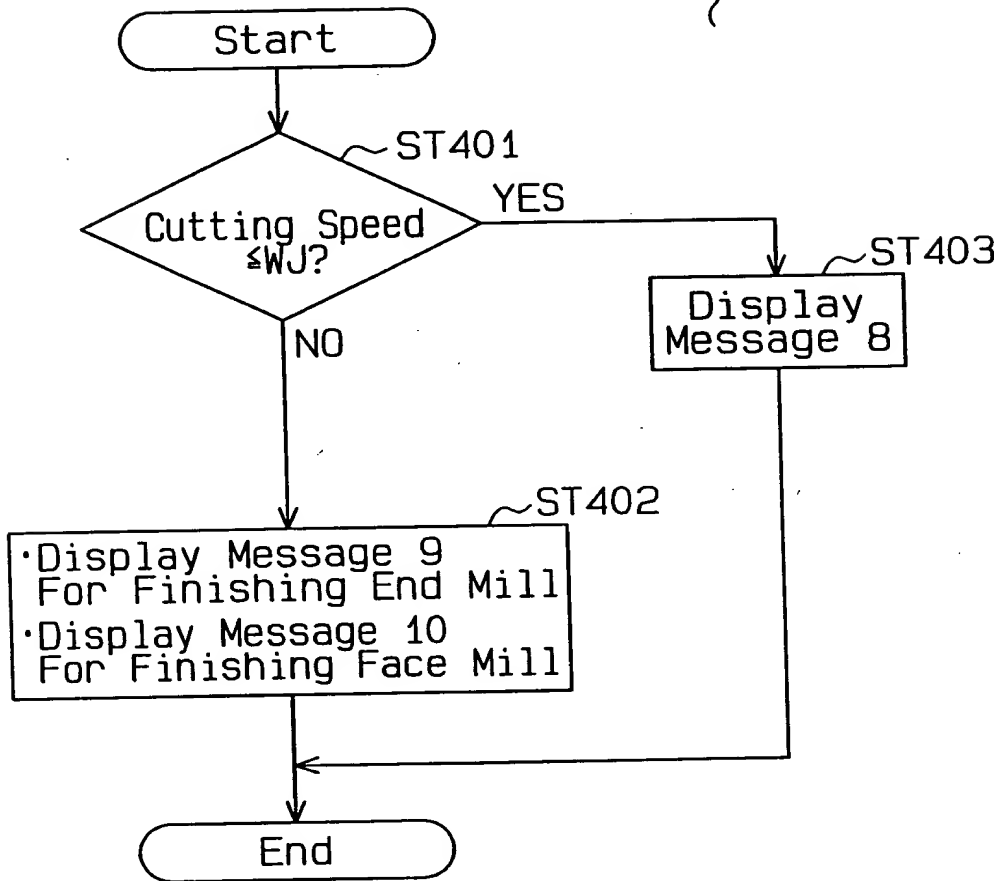 Start
ST401
Cutting Speed
≦WJ?
YES
ST403
Display
Message 8
NO
ST402
·Display Message 9
For Finishing End Mill
·Display Message 10
For Finishing Face Mill
End